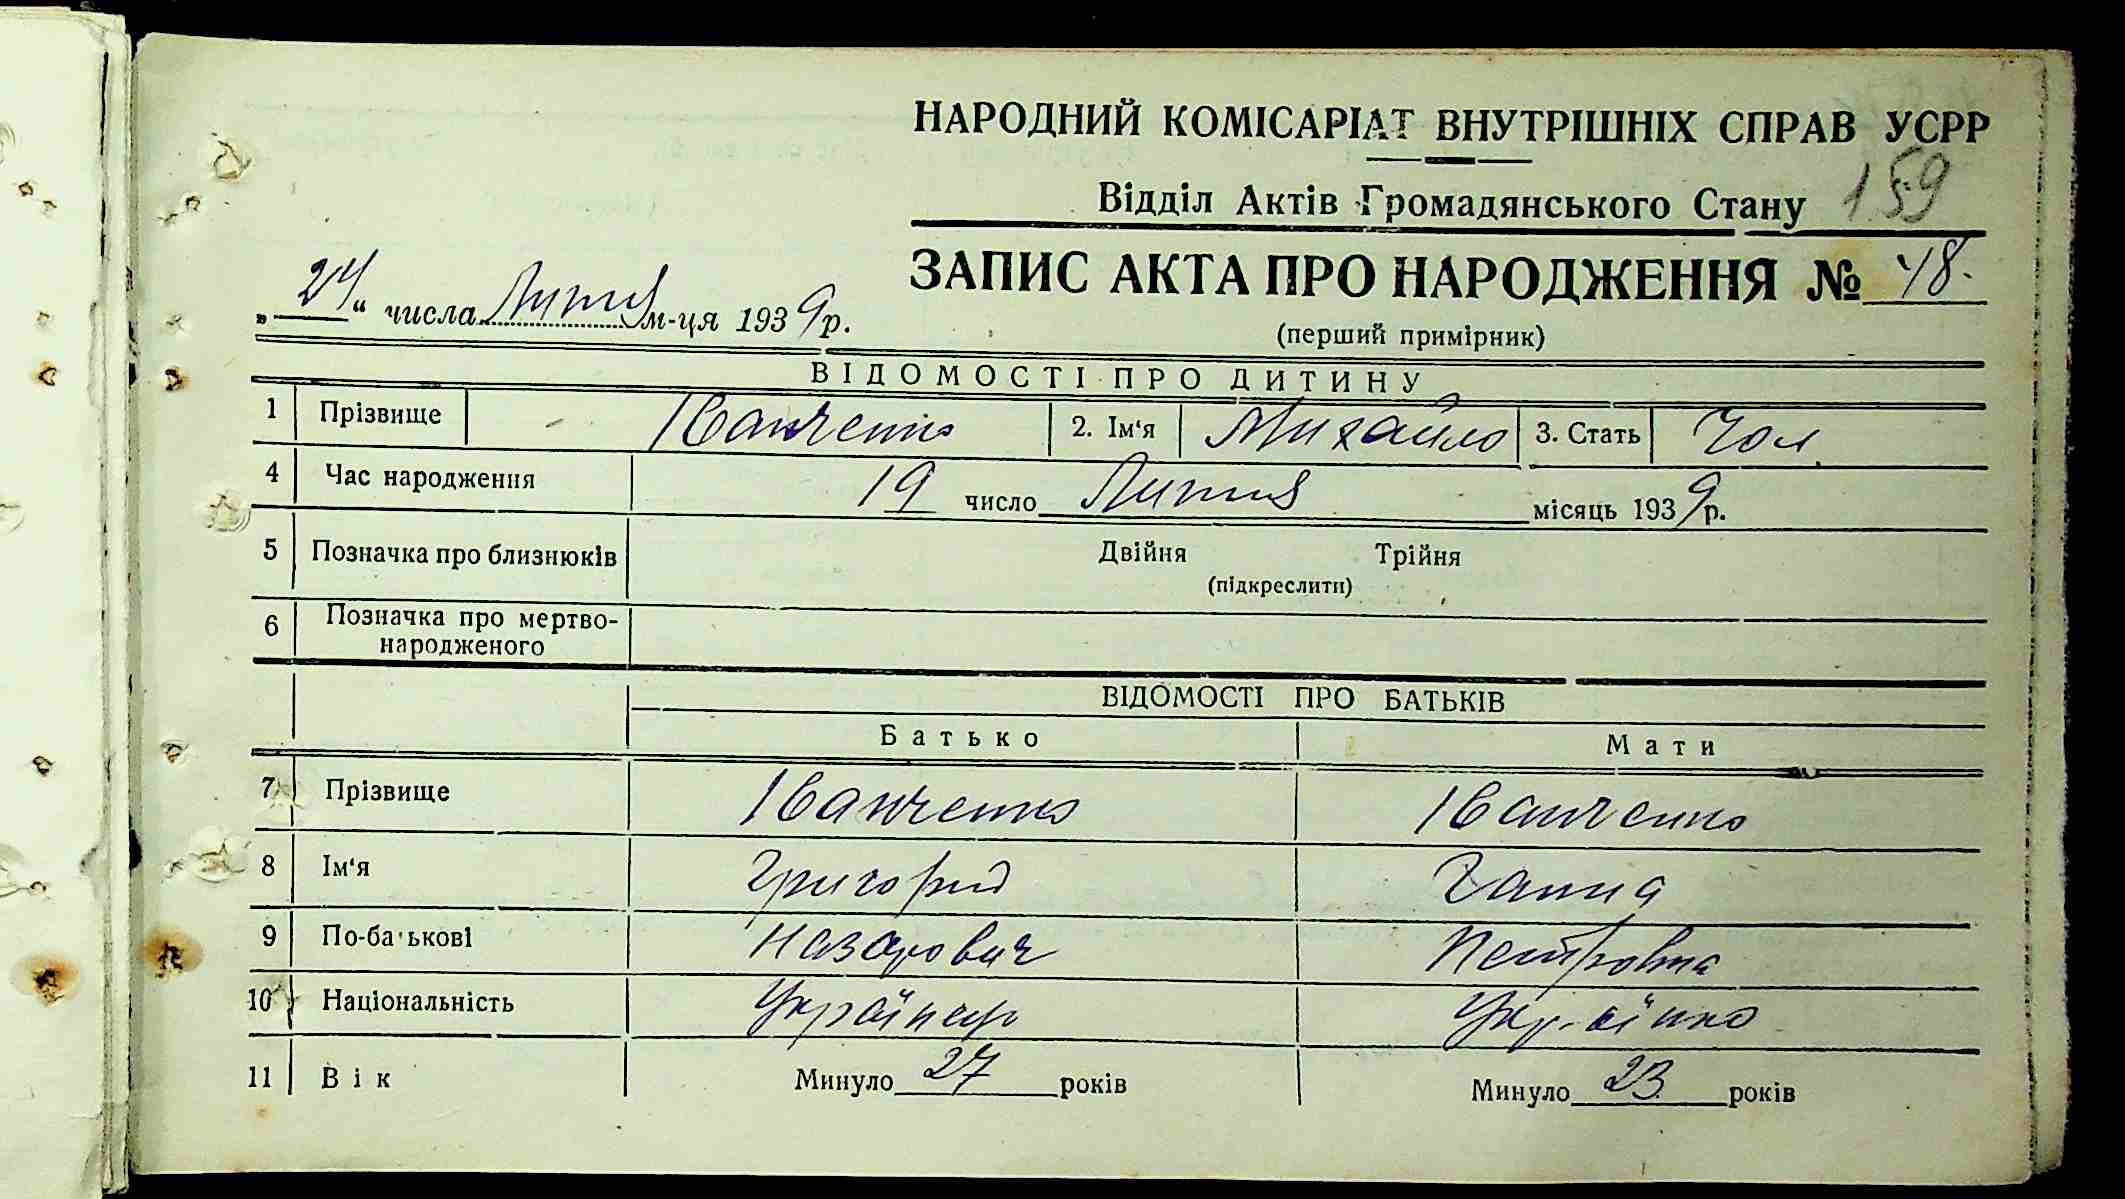 НАРОДНИЙ КОМІСАРІАТ ВНУТРІШНІХ СПРАВ УСРР
Відділ Актів Громадянського Стану 159
ЗАПИС АКТА ПРО НАРОДЖЕННЯ № 48.
„24“ числа Липня м-ця 1939 р.
(перший примірник)
ВІДОМОСТІ ПРО ДИТИНУ
1 Прізвище Іванченко 2. Ім‘я Михайло 3. Стать Чол.
4 Час народження 19 число Липня місяць 1939 р.
5 Позначка про близнюків Двійня Трійня
(підкреслити)
6 Позначка про мертво-
народженого
ВІДОМОСТІ ПРО БАТЬКІВ
Батько Мати
7 Прізвище Іванченко Іванченко
8 Ім‘я Григорій
9 По-батькові Назарович Петровна
10 Національність Українець Українка
11 Вік Минуло 27 років Минуло 23 років